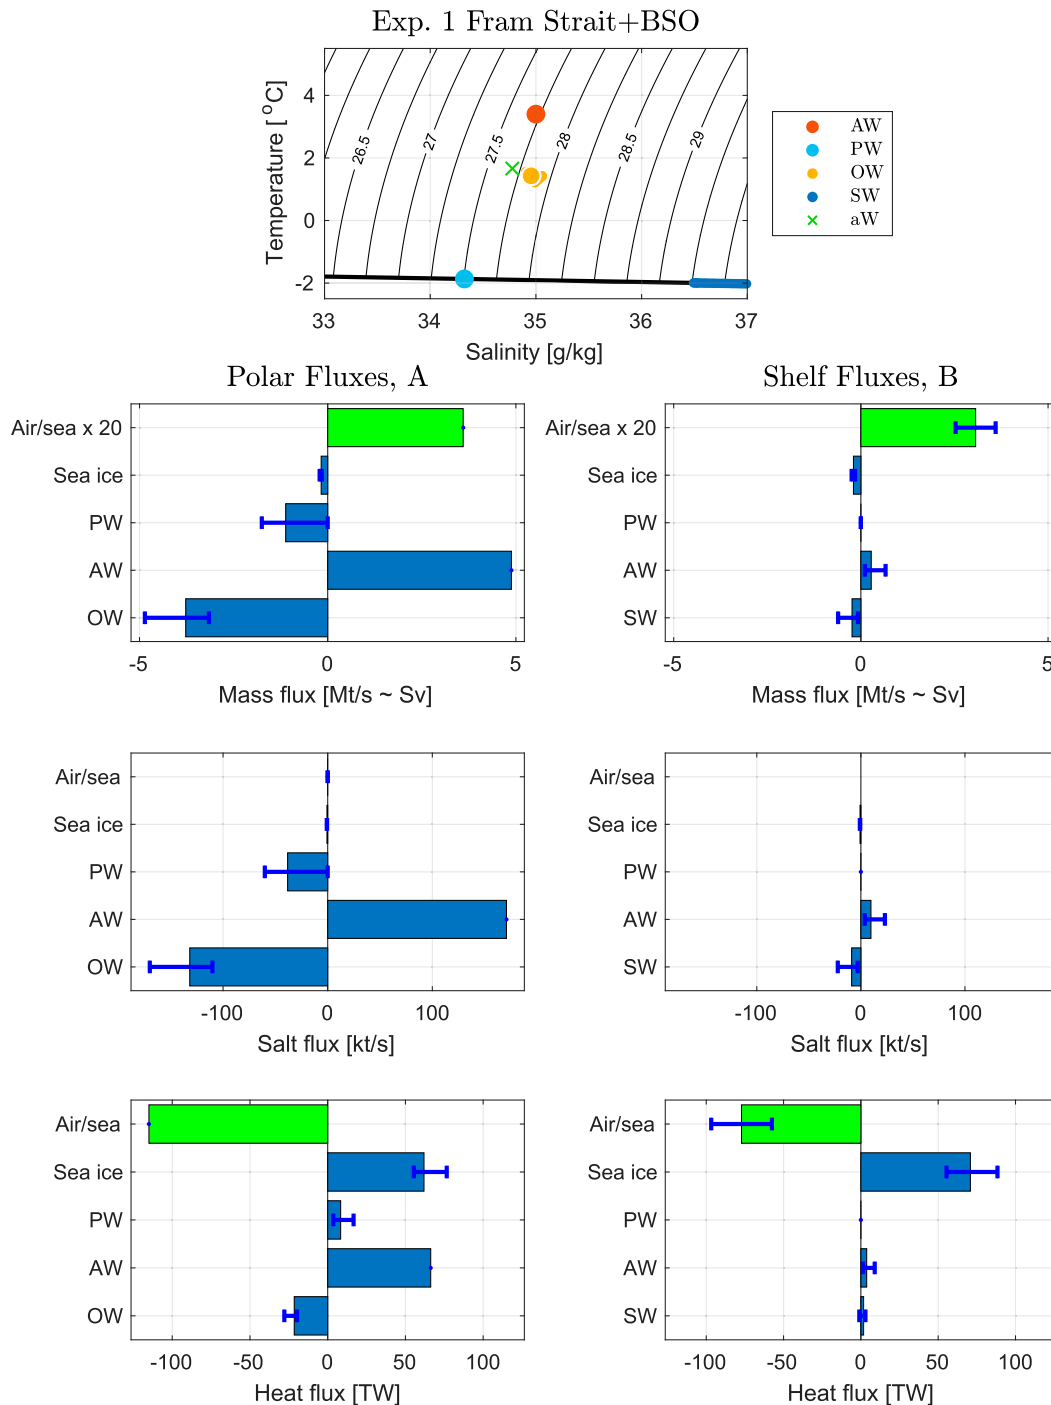 Exp. 1 Fram Strait+BSO
Temperature [ °C]
4
2
0
-2
26.5
27
27.5
28
28.5
29
33
34
35
36
37
Salinity [g/kg]
AW
PW
OW
SW
aW
Polar Fluxes, A
Air/sea x 20
Sea ice
PW
AW
OW
-5
0
5
Mass flux [Mt/s ~ Sv]
Shelf Fluxes, B
Air/sea x 20
Sea ice
PW
AW
SW
-5
0
5
Mass flux [Mt/s ~ Sv]
Air/sea
Sea ice
PW
AW
OW
-100
0
100
Salt flux [kt/s]
Air/sea
Sea ice
PW
AW
SW
-100
0
100
Salt flux [kt/s]
Air/sea
Sea ice
PW
AW
OW
-100
-50
0
50
100
Heat flux [TW]
Air/sea
Sea ice
PW
AW
SW
-100
-50
0
50
100
Heat flux [TW]